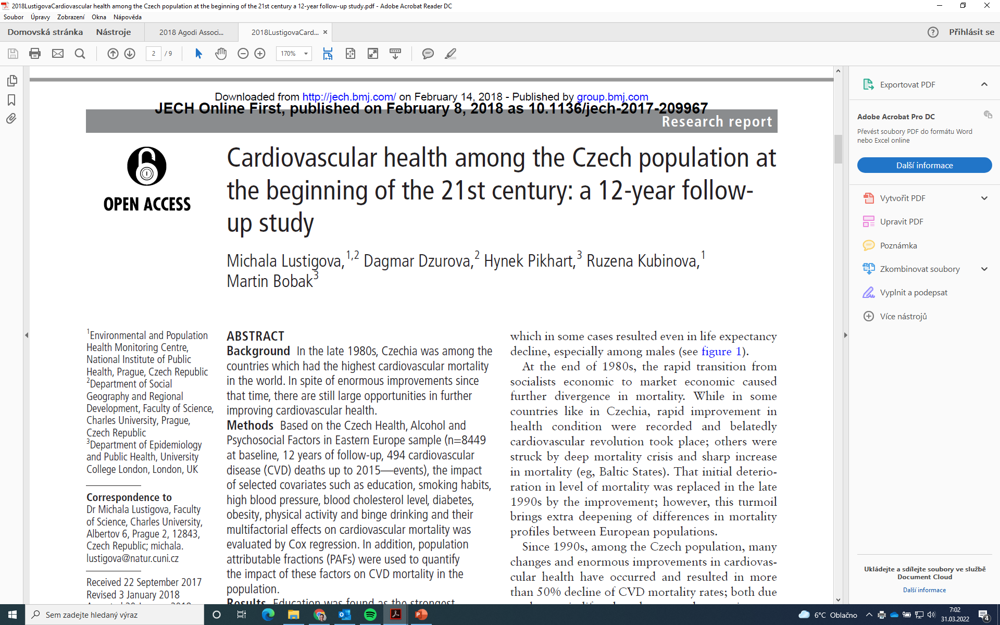 2018LustigovaCardiovascular health among the Czech population at the beginning of the 21st century a 12-year follow-up study.pdf - Adobe Acrobat Reader DC
Soubor Úpravy Zobrazení Okna Nápověda
Domovská stránka Nástroje 2018 Agodi Associ... 2018LustigovaCard... × Přihlásit se
2 / 9 170%
Downloaded from http://jech.bmj.com/ on February 14, 2018 - Published by group.bmj.com
JECH Online First, published on February 8, 2018 as 10.1136/jech-2017-209967
Research report
OPEN ACCESS
Cardiovascular health among the Czech population at
the beginning of the 21st century: a 12-year follow-
up study
Michala Lustigova,1,2 Dagmar Dzurova,2 Hynek Pikhart,3 Ruzena Kubinova,1
Martin Bobak3
1Environmental and Population
Health Monitoring Centre,
National Institute of Public
Health, Prague, Czech Republic
2Department of Social
Geography and Regional
Development, Faculty of Science,
Charles University, Prague,
Czech Republic
3Department of Epidemiology
and Public Health, University
College London, London, UK
Correspondence to
Dr Michala Lustigova, Faculty
of Science, Charles University,
Albertov 6, Prague 2, 12843,
Czech Republic; michala.
lustigova@natur.cuni.cz
Received 22 September 2017
Revised 3 January 2018
ABSTRACT
Background In the late 1980s, Czechia was among the
countries which had the highest cardiovascular mortality
in the world. In spite of enormous improvements since
that time, there are still large opportunities in further
improving cardiovascular health.
Methods Based on the Czech Health, Alcohol and
Psychosocial Factors in Eastern Europe sample (n=8449
at baseline, 12 years of follow-up, 494 cardiovascular
disease (CVD) deaths up to 2015—events), the impact
of selected covariates such as education, smoking habits,
high blood pressure, blood cholesterol level, diabetes,
obesity, physical activity and binge drinking and their
multifactorial effects on cardiovascular mortality was
evaluated by Cox regression. In addition, population
attributable fractions (PAFs) were used to quantify
the impact of these factors on CVD mortality in the
population.
Results Education was found as the strongest
which in some cases resulted even in life expectancy
decline, especially among males (see figure 1).
At the end of 1980s, the rapid transition from
socialists economic to market economic caused
further divergence in mortality. While in some
countries like in Czechia, rapid improvement in
health condition were recorded and belatedly
cardiovascular revolution took place; others were
struck by deep mortality crisis and sharp increase
in mortality (eg, Baltic States). That initial deterio-
ration in level of mortality was replaced in the late
1990s by the improvement; however, this turmoil
brings extra deepening of differences in mortality
profiles between European populations.
Since 1990s, among the Czech population, many
changes and enormous improvements in cardiovas-
cular health have occurred and resulted in more
than 50% decline of CVD mortality rates; both due
Exportovat PDF
Adobe Acrobat Pro DC
Převést soubory PDF do formátu Word
nebo Excel online
Další informace
Vytvořit PDF
Upravit PDF
Poznámka
Zkombinovat soubory
Vyplnit a podepsat
Více nástrojů
Ukládejte a sdílejte soubory ve službě
Document Cloud
Další informace
Sem zadejte hledaný výraz
6°C Oblačno
7:02
31.03.2022
4